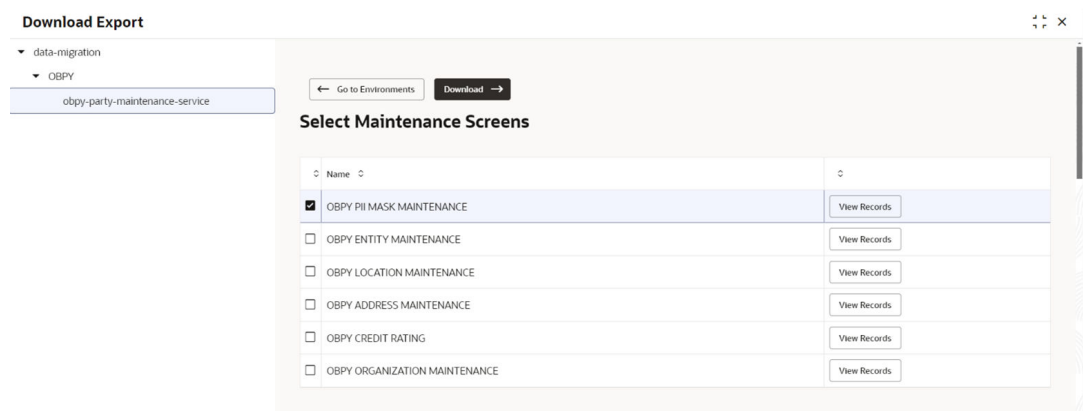 Download Export
data-migration
OBPY
obpy-party-maintenance-service
Go to Environments
Download
Select Maintenance Screens
Name
OBPY PII MASK MAINTENANCE View Records
OBPY ENTITY MAINTENANCE View Records
OBPY LOCATION MAINTENANCE View Records
OBPY ADDRESS MAINTENANCE View Records
OBPY CREDIT RATING View Records
OBPY ORGANIZATION MAINTENANCE View Records